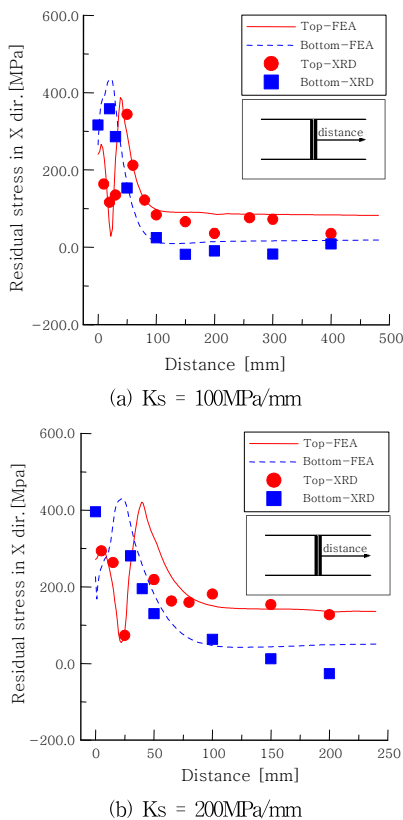 600.0
400.0
200.0
0.0
-200.0
Residual stress in X dir. [MPa]
Top-FEA
Bottom-FEA
Top-XRD
Bottom-XRD
distance
0 100 200 300 400 500
Distance [mm]
(a) Ks = 100MPa/mm
600.0
400.0
200.0
0.0
-200.0
Residual stress in X dir. [Mpa]
Top-FEA
Bottom-FEA
Top-XRD
Bottom-XRD
distance
0 50 100 150 200 250
Distance [mm]
(b) Ks = 200MPa/mm